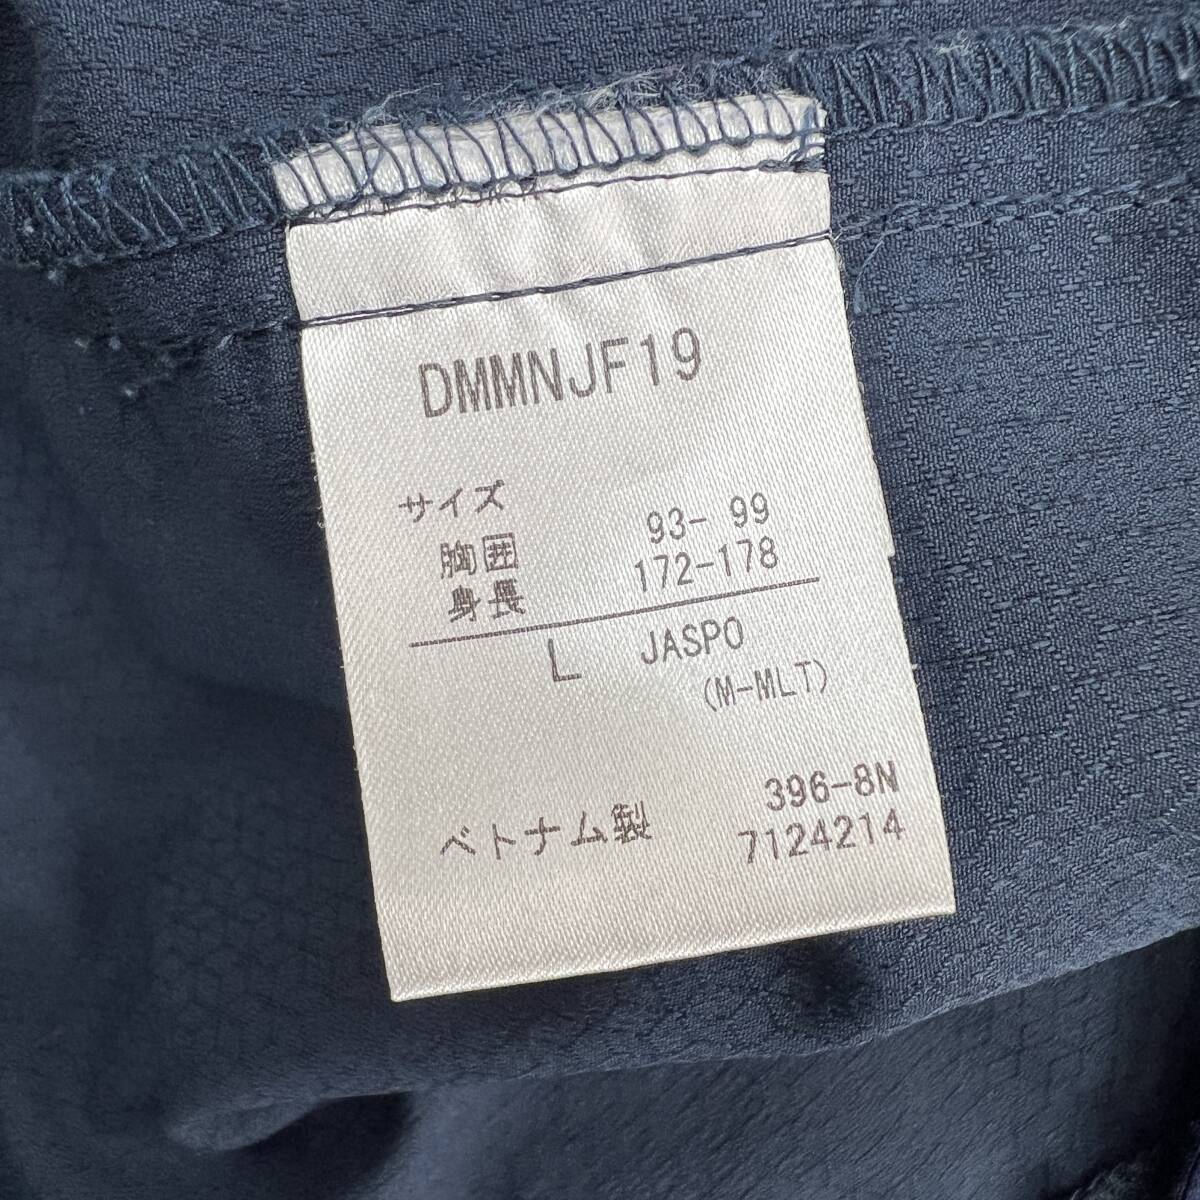 DMMNJF19
サイズ
胸囲 93- 99
身長 172-178
L JASPO
(M-MLT)
396-8N
ベトナム製 7124214